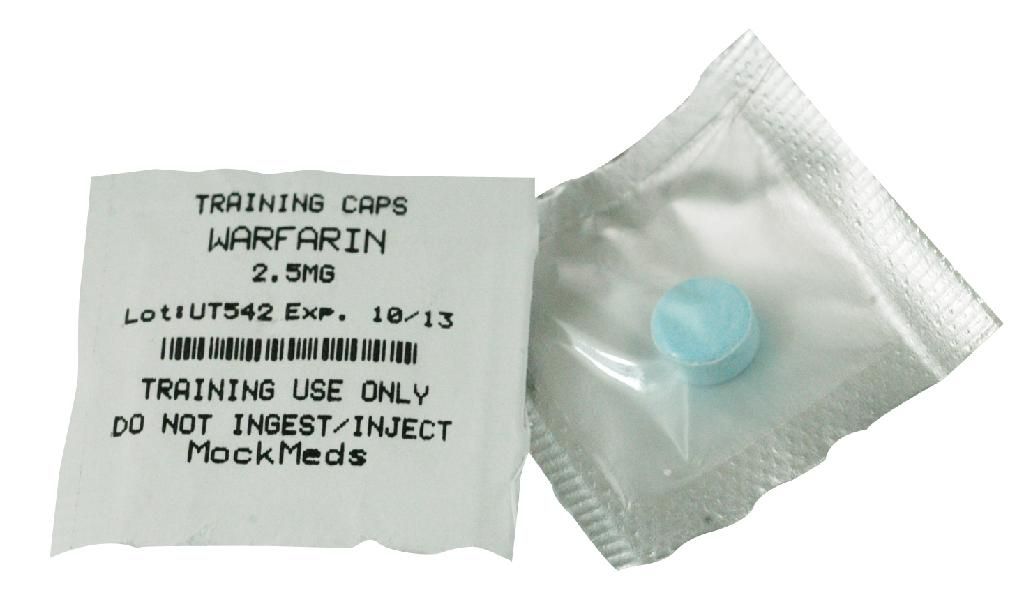 TRAINING CAPS
WARFARIN
2.5MG
Lot:UT542 Exp. 10/13
TRAINING USE ONLY
DO NOT INGEST/INJECT
MockMeds